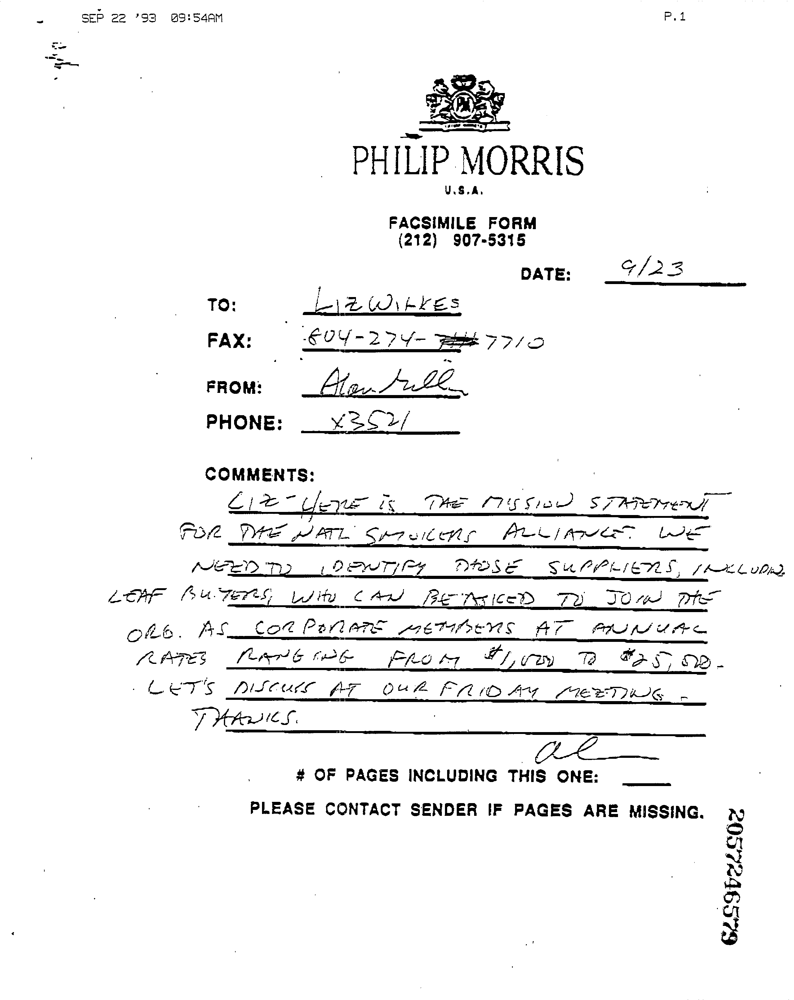 SEP 22 '93 09:54AM P.1
PM
PHILIP MORRIS
U.S.A.
FACSIMILE FORM
(212) 907-5315
DATE: 9/23
TO: LIZ WILKES
FAX: 804-274-7710
FROM: Alan
PHONE: x3521
COMMENTS:
LIZ - HERE IS THE MISSION STATEMENT
FOR THE NATL SMOKERS ALLIANCE. WE
NEED TO IDENTIFY THOSE SUPPLIERS, INCLUDING
LEAF BUYERS, WHO CAN BE ASKED TO JOIN THE
ORG. AS CORPORATE MEMBERS AT ANNUAL
RATES RANGING FROM $1,000 TO $25,000.
LET'S DISCUSS AT OUR FRIDAY MEETING.
THANKS.
al
# OF PAGES INCLUDING THIS ONE:
PLEASE CONTACT SENDER IF PAGES ARE MISSING.
2057246579